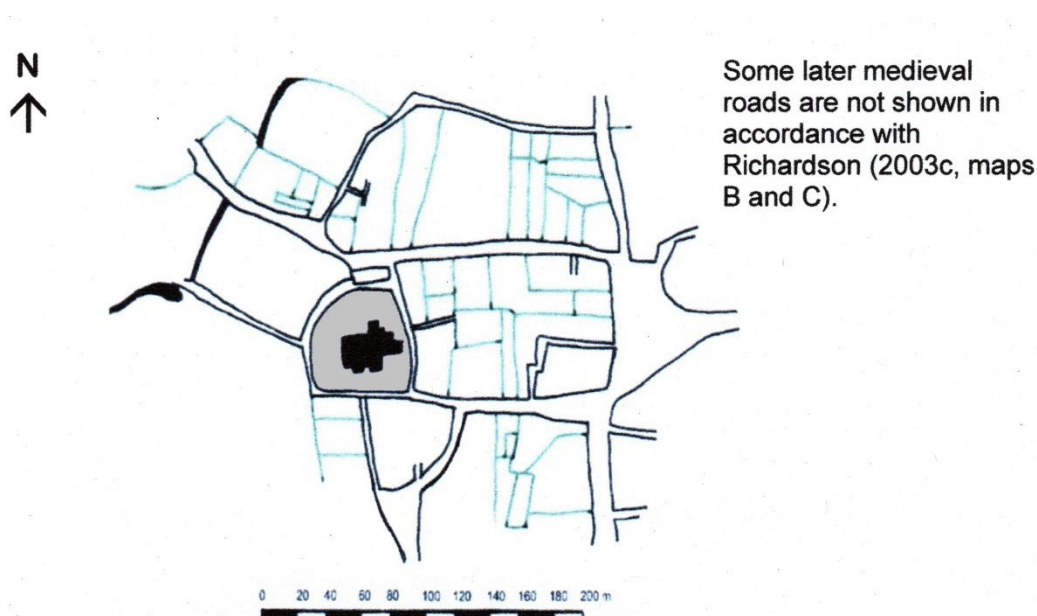 N
Some later medieval
roads are not shown in
accordance with
Richardson (2003c, maps
B and C).
0 20 40 60 80 100 120 140 160 180 200 m